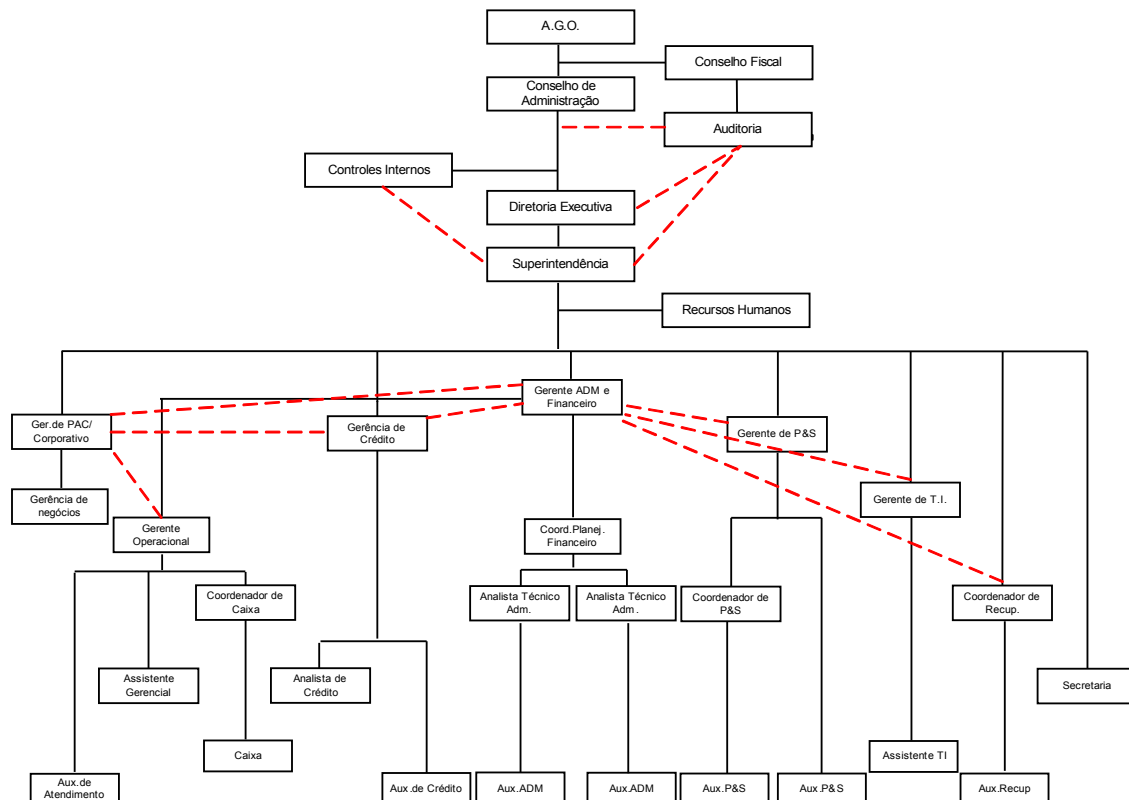 A.G.O.
Conselho Fiscal
Conselho de
Administração
Auditoria
Controles Internos
Diretoria Executiva
Superintendência
Recursos Humanos
Gerente ADM e
Financeiro
Ger.de PAC/
Corporativo
Gerência de
Crédito
Gerente de P&S
Gerência de
negócios
Gerente de T.I.
Gerente
Operacional
Coord.Planej.
Financeiro
Coordenador de
Caixa
Analista Técnico
Adm.
Analista Técnico
Adm.
Coordenador de
P&S
Coordenador
de Recup.
Assistente
Gerencial
Analista de
Crédito
Secretaria
Caixa
Assistente TI
Aux.de
Atendimento
Aux.de Crédito
Aux.ADM
Aux.ADM
Aux.P&S
Aux.P&S
Aux.Recup